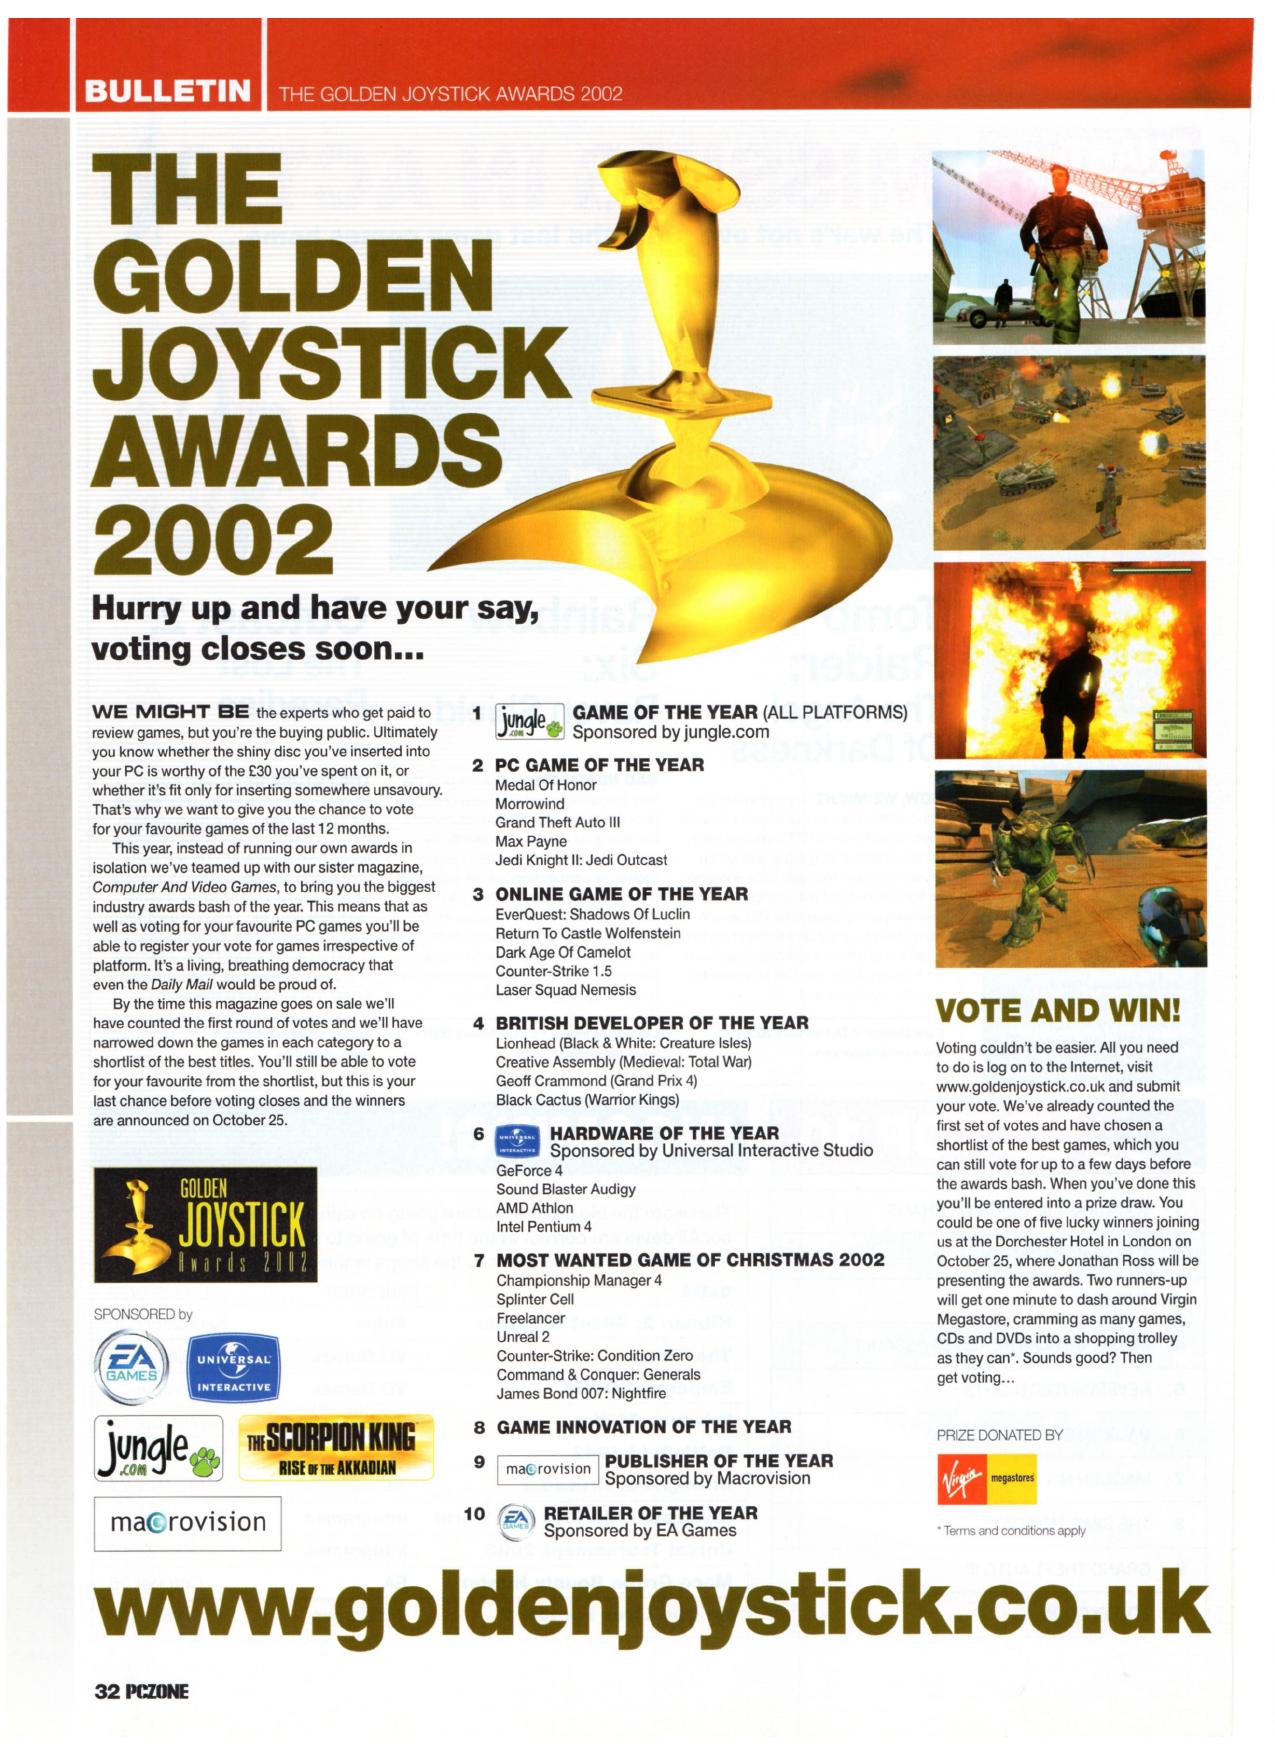 BULLETIN
THE GOLDEN JOYSTICK AWARDS 2002
THE
GOLDEN
JOYSTICK
AWARDS
2002
Hurry up and have your say,
voting closes soon...
WE MIGHT BE the experts who get paid to
review games, but you're the buying public. Ultimately
you know whether the shiny disc you've inserted into
your PC is worthy of the £30 you've spent on it, or
whether it's fit only for inserting somewhere unsavoury.
That's why we want to give you the chance to vote
for your favourite games of the last 12 months.
This year, instead of running our own awards in
isolation we've teamed up with our sister magazine,
Computer And Video Games, to bring you the biggest
industry awards bash of the year. This means that as
well as voting for your favourite PC games you'll be
able to register your vote for games irrespective of
platform. It's a living, breathing democracy that
even the Daily Mail would be proud of.
By the time this magazine goes on sale we'll
have counted the first round of votes and we'll have
narrowed down the games in each category to a
shortlist of the best titles. You'll still be able to vote
for your favourite from the shortlist, but this is your
last chance before voting closes and the winners
are announced on October 25.
GOLDEN
JOYSTICK
Awards 2002
SPONSORED by
EA
GAMES
UNIVERSAL
INTERACTIVE
jungle
.COM
THE SCORPION KING
RISE OF THE AKKADIAN
macrovision
1 jungle .COM GAME OF THE YEAR (ALL PLATFORMS)
Sponsored by jungle.com
2 PC GAME OF THE YEAR
Medal Of Honor
Morrowind
Grand Theft Auto III
Max Payne
Jedi Knight II: Jedi Outcast
3 ONLINE GAME OF THE YEAR
EverQuest: Shadows Of Luclin
Return To Castle Wolfenstein
Dark Age Of Camelot
Counter-Strike 1.5
Laser Squad Nemesis
4 BRITISH DEVELOPER OF THE YEAR
Lionhead (Black & White: Creature Isles)
Creative Assembly (Medieval: Total War)
Geoff Crammond (Grand Prix 4)
Black Cactus (Warrior Kings)
6 UNIVERSAL INTERACTIVE HARDWARE OF THE YEAR
Sponsored by Universal Interactive Studio
GeForce 4
Sound Blaster Audigy
AMD Athlon
Intel Pentium 4
7 MOST WANTED GAME OF CHRISTMAS 2002
Championship Manager 4
Splinter Cell
Freelancer
Unreal 2
Counter-Strike: Condition Zero
Command & Conquer: Generals
James Bond 007: Nightfire
8 GAME INNOVATION OF THE YEAR
9 macrovision PUBLISHER OF THE YEAR
Sponsored by Macrovision
10 EA GAMES RETAILER OF THE YEAR
Sponsored by EA Games
VOTE AND WIN!
Voting couldn't be easier. All you need
to do is log on to the Internet, visit
www.goldenjoystick.co.uk and submit
your vote. We've already counted the
first set of votes and have chosen a
shortlist of the best games, which you
can still vote for up to a few days before
the awards bash. When you've done this
you'll be entered into a prize draw. You
could be one of five lucky winners joining
us at the Dorchester Hotel in London on
October 25, where Jonathan Ross will be
presenting the awards. Two runners-up
will get one minute to dash around Virgin
Megastore, cramming as many games,
CDs and DVDs into a shopping trolley
as they can*. Sounds good? Then
get voting...
PRIZE DONATED BY
Virgin megastores
* Terms and conditions apply
www.goldenjoystick.co.uk
32 PCZONE